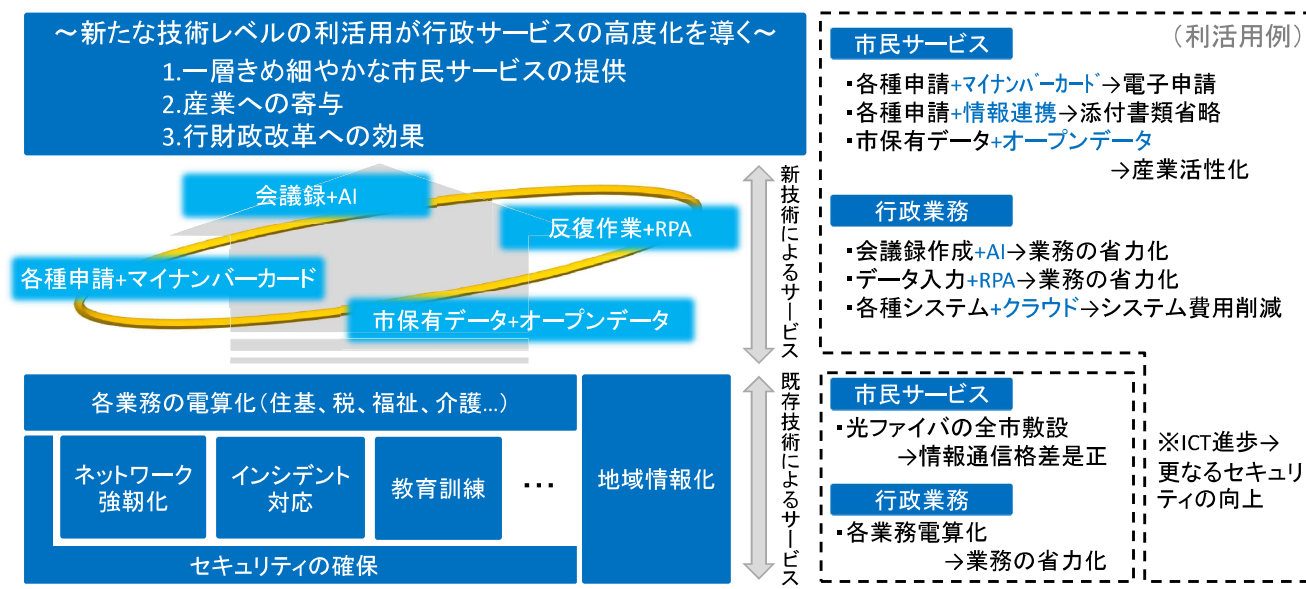 ～新たな技術レベルの利活用が行政サービスの高度化を導く～
1.一層きめ細やかな市民サービスの提供
2.産業への寄与
3.行財政改革への効果
会議録+AI
反復作業+RPA
各種申請+マイナンバーカード
市保有データ+オープンデータ
新技術によるサービス
各業務の電算化（住基、税、福祉、介護…）
ネットワーク
強靭化
インシデント
対応
教育訓練
…
地域情報化
セキュリティの確保
既存技術によるサービス
（利活用例）
市民サービス
・各種申請+マイナンバーカード→電子申請
・各種申請+情報連携→添付書類省略
・市保有データ+オープンデータ
→産業活性化
行政業務
・会議録作成+AI→業務の省力化
・データ入力+RPA→業務の省力化
・各種システム+クラウド→システム費用削減
市民サービス
・光ファイバの全市敷設
→情報通信格差是正
行政業務
・各業務電算化
→業務の省力化
※ICT進歩→
更なるセキュリ
ティの向上